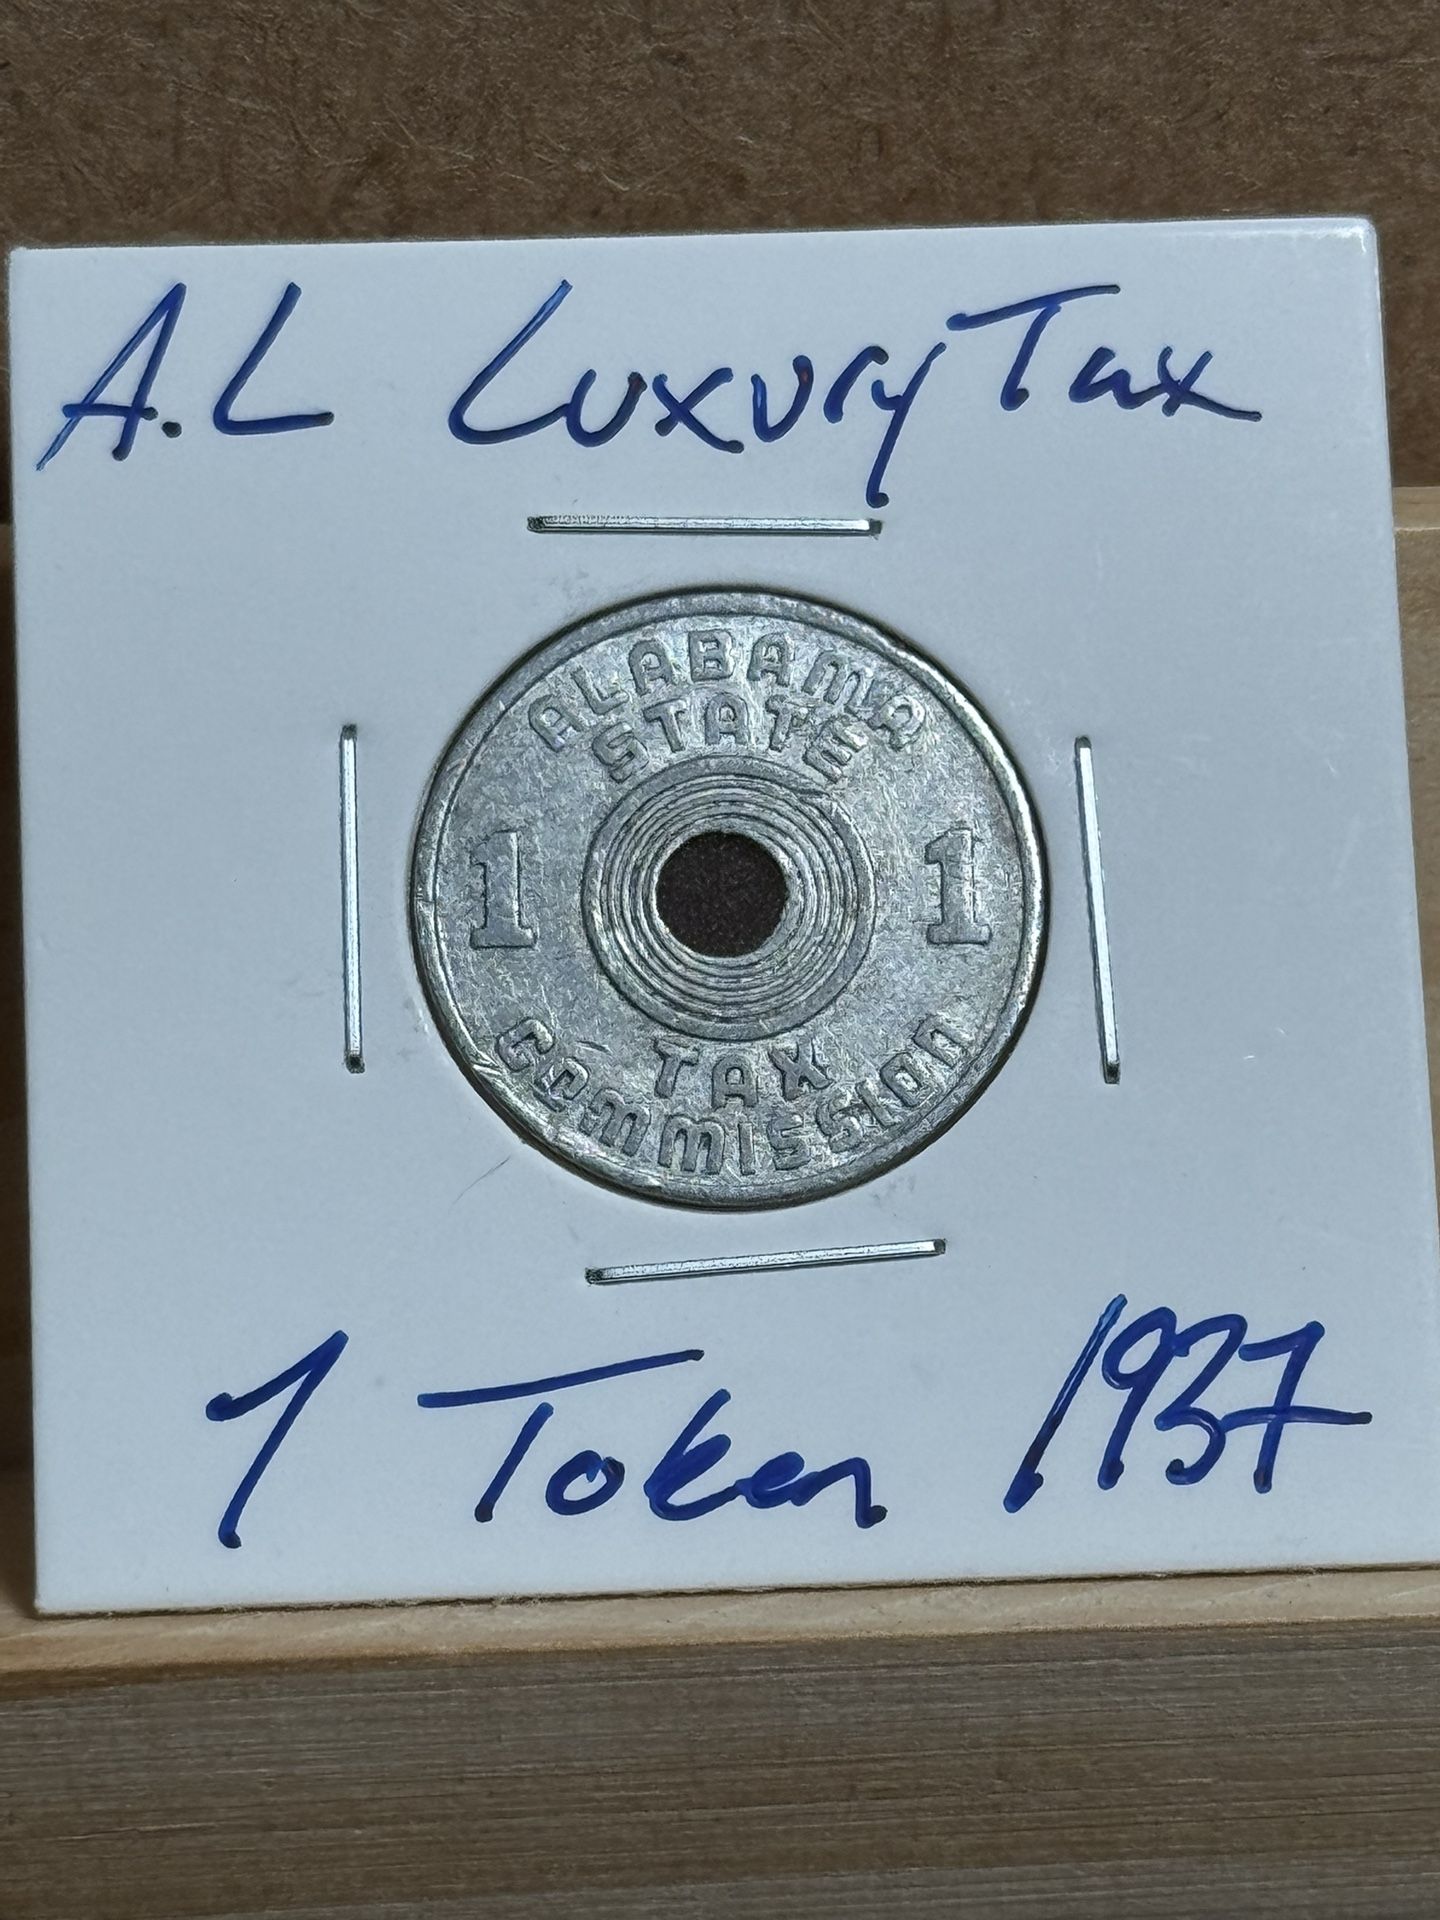 A.L Luxury Tax
ALABAMA
STATE
1 1
TAX
COMMISSION
1 Token 1937